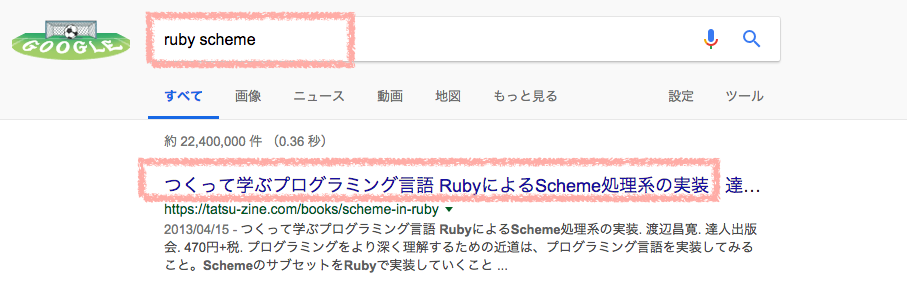 GOOGLE
ruby scheme
すべて 画像 ニュース 動画 地図 もっと見る 設定 ツール
約 22,400,000 件 （0.36 秒）
つくって学ぶプログラミング言語 RubyによるScheme処理系の実装 達...
https://tatsu-zine.com/books/scheme-in-ruby
2013/04/15 - つくって学ぶプログラミング言語 RubyによるScheme処理系の実装. 渡辺昌寛. 達人出版
会. 470円+税. プログラミングをより深く理解するための近道は、プログラミング言語を実装してみる
こと。SchemeのサブセットをRubyで実装していくこと ...